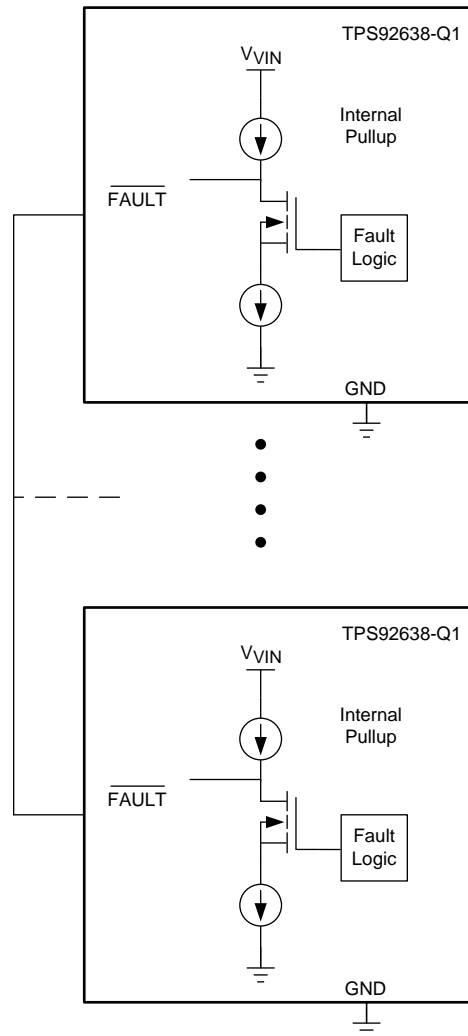 TPS92638-Q1
VVIN
Internal
Pullup
FAULT
Fault
Logic
GND
TPS92638-Q1
VVIN
Internal
Pullup
FAULT
Fault
Logic
GND